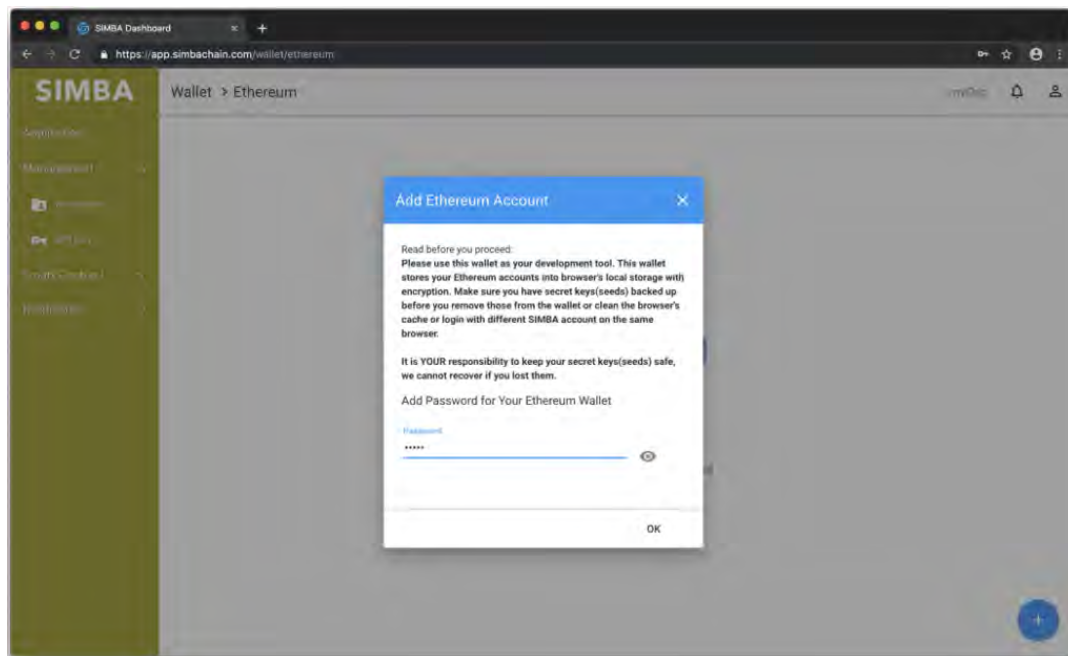 SIMBA Dashboard
https://app.simbachain.com/wallet/ethereum
SIMBA
Wallet > Ethereum
Management
Smart Contract
Add Ethereum Account
Read before you proceed:
Please use this wallet as your development tool. This wallet
stores your Ethereum accounts into browser's local storage with
encryption. Make sure you have secret keys(seeds) backed up
before you remove those from the wallet or clean the browser's
cache or login with different SIMBA account on the same
browser.
It is YOUR responsibility to keep your secret keys(seeds) safe,
we cannot recover if you lost them.
Add Password for Your Ethereum Wallet
Password
OK